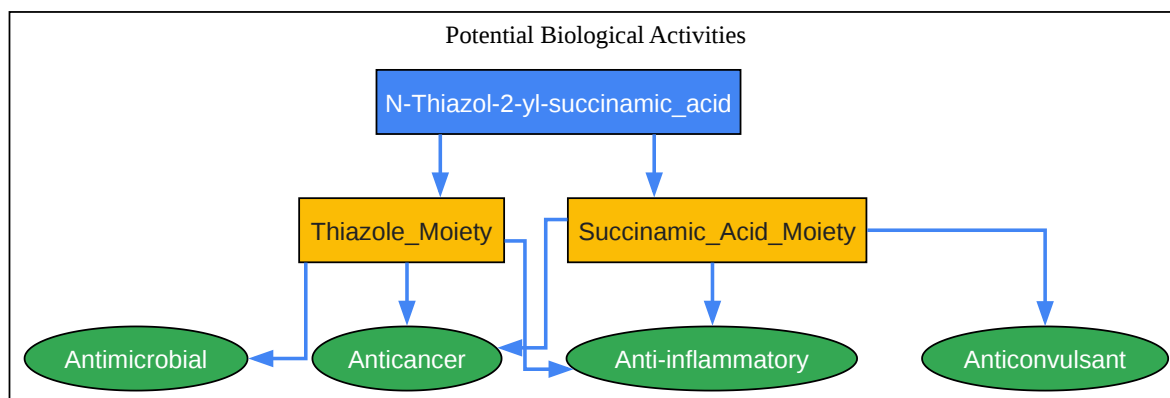 Potential Biological Activities
N-Thiazol-2-yl-succinamic_acid
Thiazole_Moiety
Succinamic_Acid_Moiety
Antimicrobial
Anticancer
Anti-inflammatory
Anticonvulsant